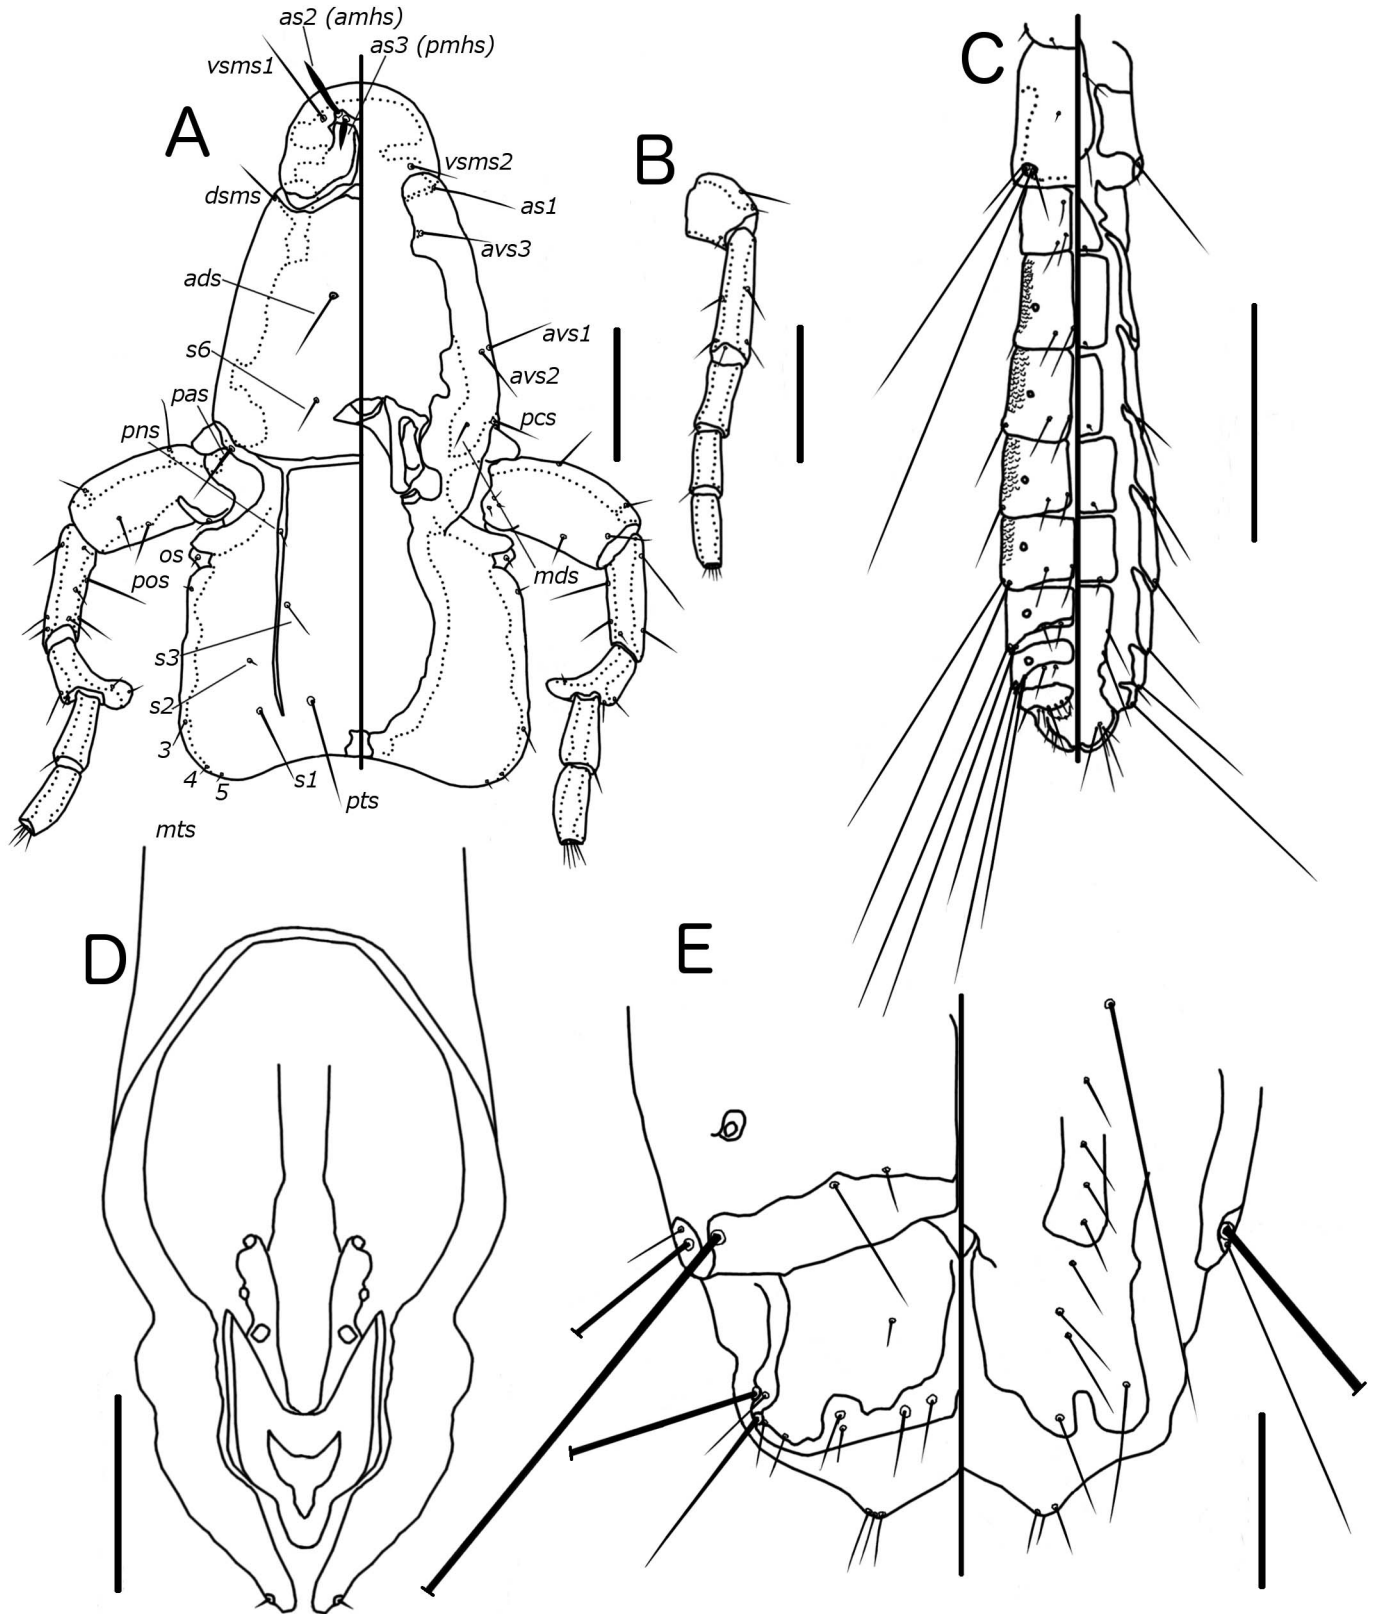 as2 (amhs)
as3 (pmhs)
vsms1
A
vsms2
dsms
as1
avs3
ads
avs1
s6
avs2
pas
pcs
pns
os
pos
mds
s3
s2
3
4
5
s1
pts
mts
B
C
D
E